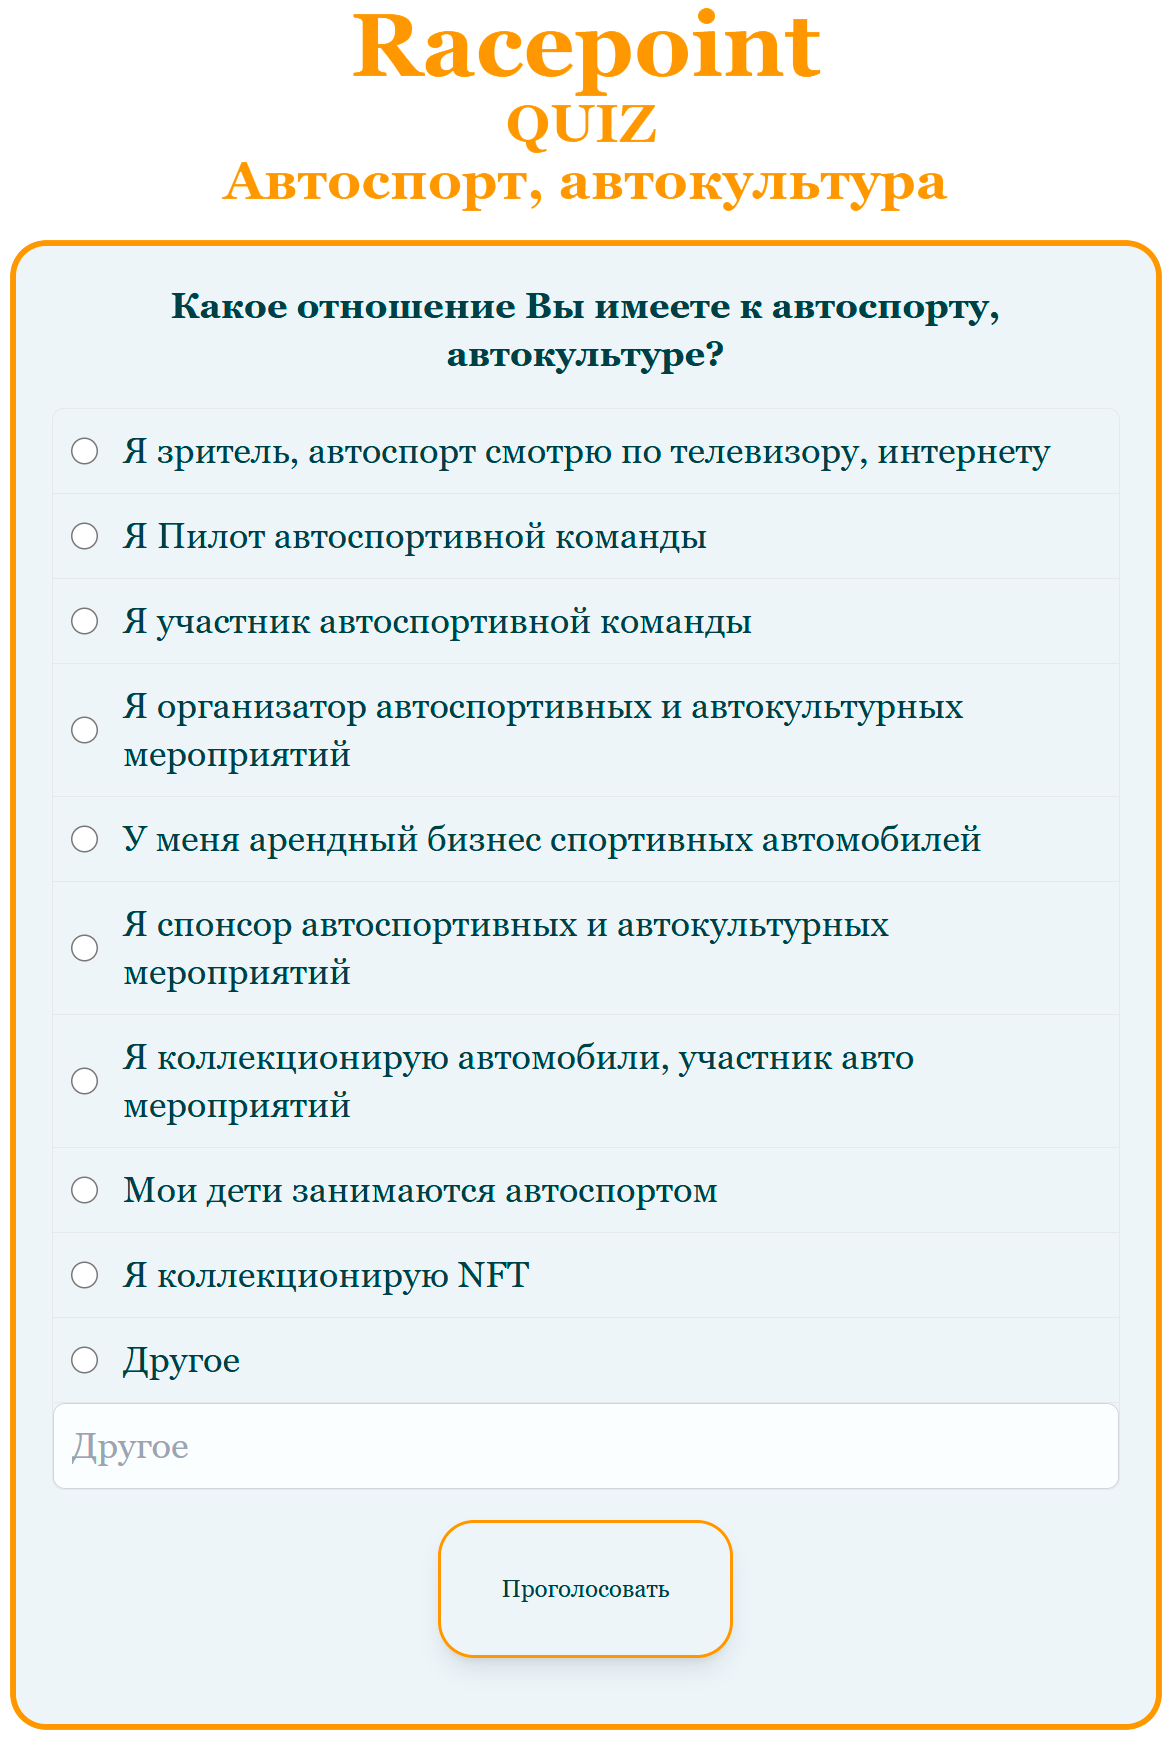 Racepoint
QUIZ
Автоспорт, автокультура
Какое отношение Вы имеете к автоспорту,
автокультуре?
Я зритель, автоспорт смотрю по телевизору, интернету
Я Пилот автоспортивной команды
Я участник автоспортивной команды
Я организатор автоспортивных и автокультурных
мероприятий
У меня арендный бизнес спортивных автомобилей
Я спонсор автоспортивных и автокультурных
мероприятий
Я коллекционирую автомобили, участник авто
мероприятий
Мои дети занимаются автоспортом
Я коллекционирую NFT
Другое
Другое
Проголосовать